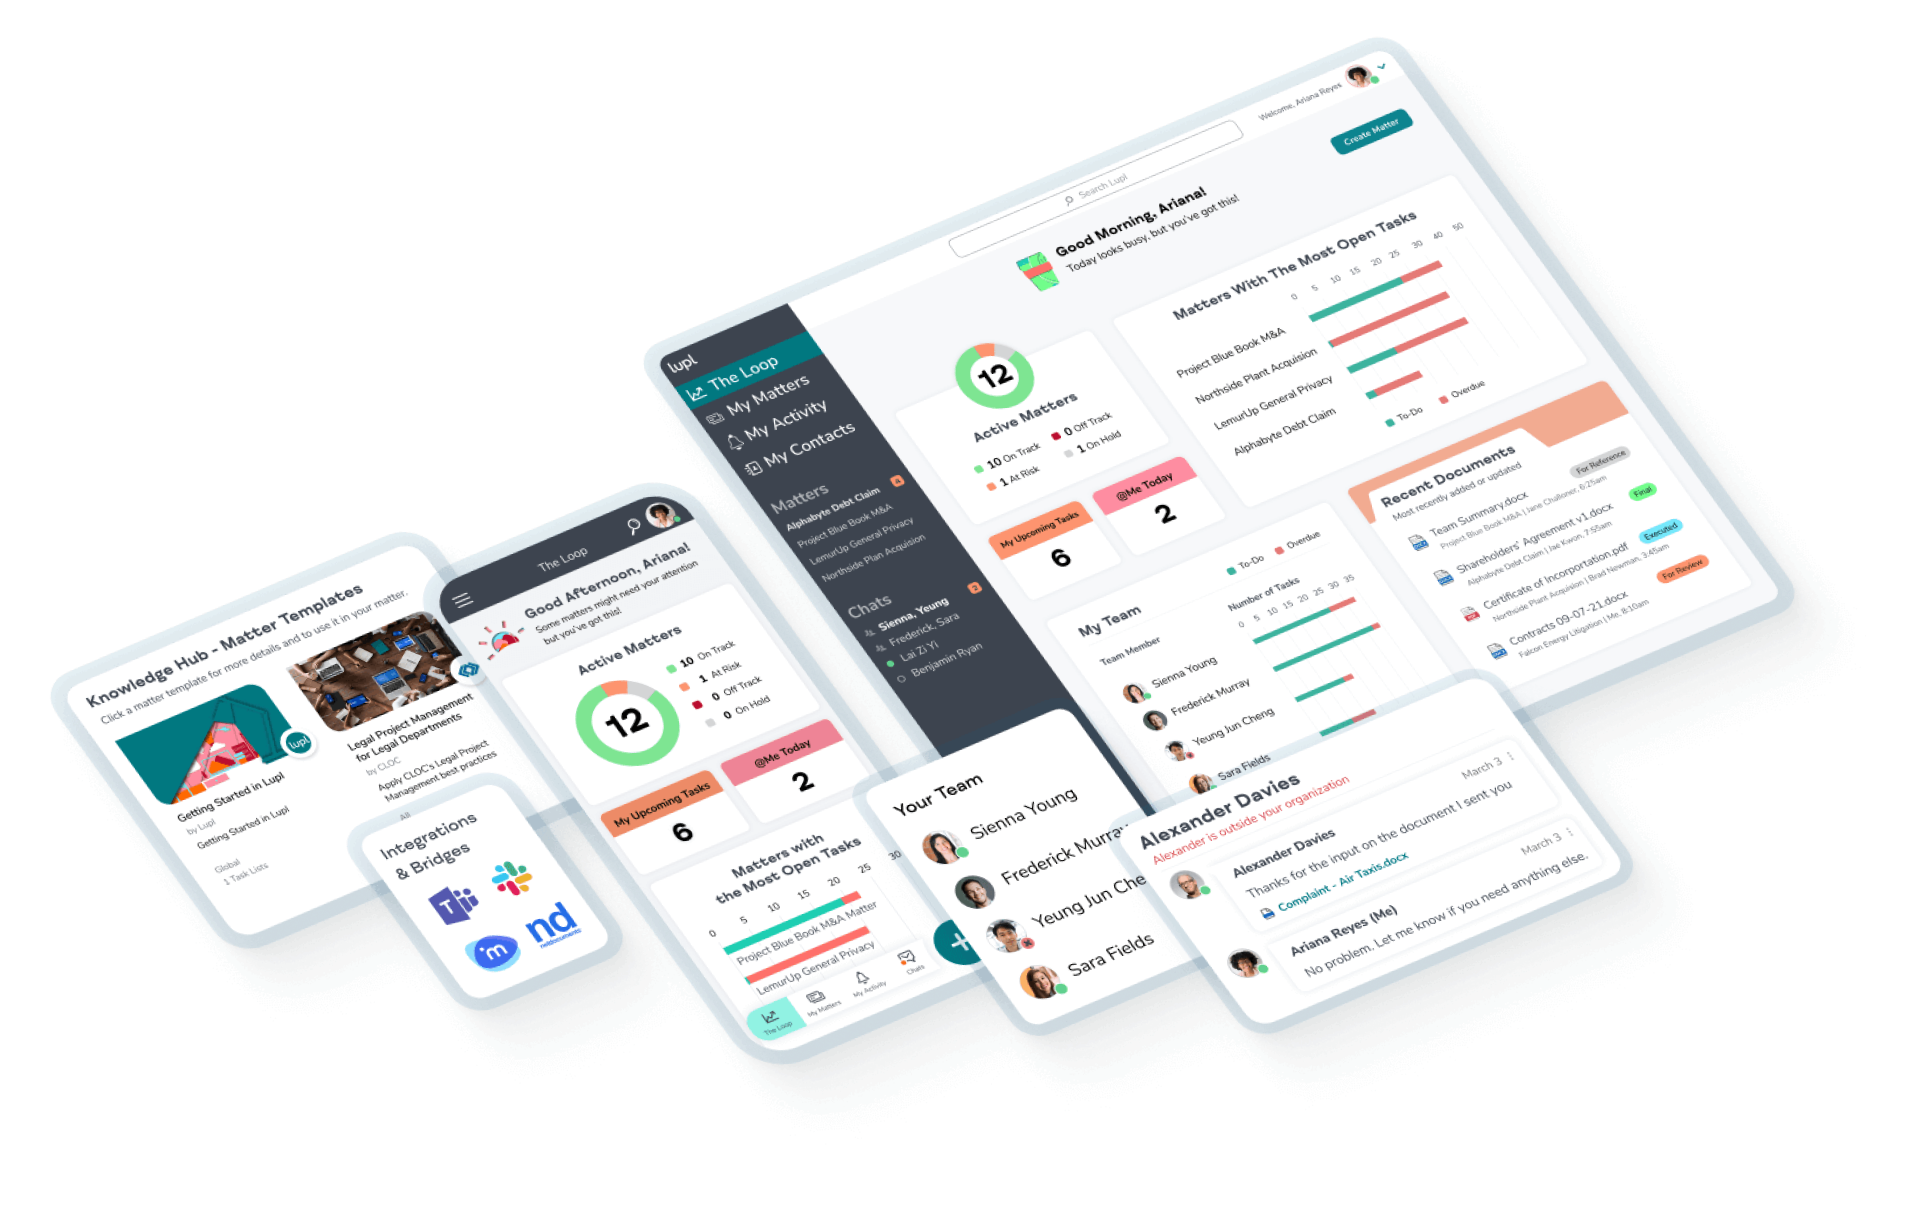 Welcome, Ariana Reyes
Search Lupl
Create Matter
Good Morning, Ariana!
Today looks busy, but you've got this!
lupl
The Loop
My Matters
My Activity
My Contacts
Matters
4
Alphabyte Debt Claim
Project Blue Book M&A
LemurUp General Privacy
Northside Plan Acquision
Chats
2
Sienna, Yeung
Frederick, Sara
Lai Zi Yi
Benjamin Ryan
12
Active Matters
10 On Track
0 Off Track
1 At Risk
1 On Hold
My Upcoming Tasks
6
@Me Today
2
Matters With The Most Open Tasks
0 5 10 15 20 25 30 40 50
Project Blue Book M&A
Northside Plant Acquision
LemurUp General Privacy
Alphabyte Debt Claim
To-Do
Overdue
Recent Documents
Most recently added or updated
Team Summary.docx
Project Blue Book M&A | Jane Challoner, 6:25am
For Reference
Shareholders' Agreement v1.docx
Alphabyte Debt Claim | Jae Kwon, 7:55am
Final
Certificate of Incorportation.pdf
Northside Plant Acquision | Brad Newman, 3:45am
Executed
Contracts 09-07-21.docx
Falcon Energy Litigation | Me, 8:10am
For Review
To-Do
Overdue
My Team
Number of Tasks
Team Member
0 5 10 15 20 25 30 35
Sienna Young
Frederick Murray
Yeung Jun Cheng
Sara Fields
Knowledge Hub - Matter Templates
Click a matter template for more details and to use it in your matter.
lupl
Getting Started in Lupl
by Lupl
Getting Started in Lupl
Global
1 Task Lists
Legal Project Management
for Legal Departments
by CLOC
Apply CLOC's Legal Project
Management best practices
All
Integrations
& Bridges
T
m
nd
netdocuments
The Loop
Good Afternoon, Ariana!
Some matters might need your attention
but you've got this!
Active Matters
12
10 On Track
1 At Risk
0 Off Track
0 On Hold
My Upcoming Tasks
6
@Me Today
2
Matters with
the Most Open Tasks
0 5 10 15 20 25 30
Project Blue Book M&A Matter
LemurUp General Privacy
The Loop
My Matters
My Activity
Chats
Your Team
Sienna Young
Frederick Murray
Yeung Jun Che
Sara Fields
Alexander Davies
Alexander is outside your organization
Alexander Davies
March 3
Thanks for the input on the document I sent you
Complaint - Air Taxis.docx
Ariana Reyes (Me)
March 3
No problem. Let me know if you need anything else.